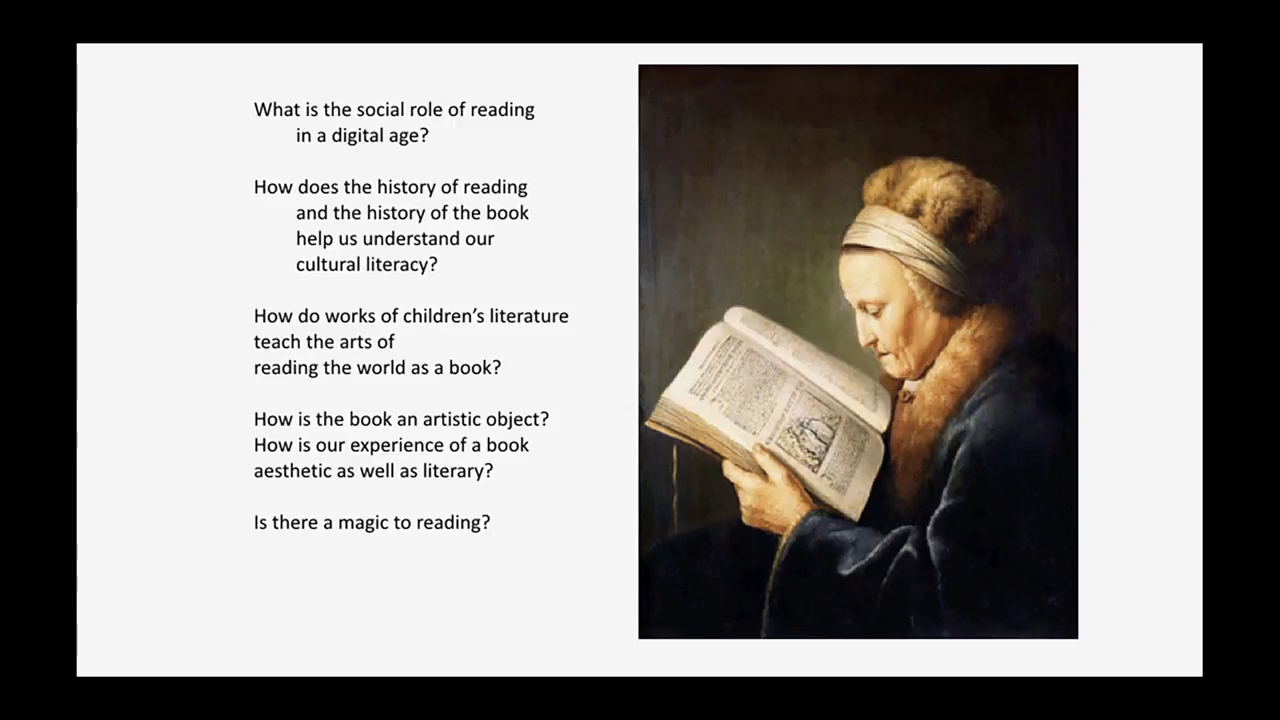 What is the social role of reading
in a digital age?
How does the history of reading
and the history of the book
help us understand our
cultural literacy?
How do works of children’s literature
teach the arts of
reading the world as a book?
How is the book an artistic object?
How is our experience of a book
aesthetic as well as literary?
Is there a magic to reading?